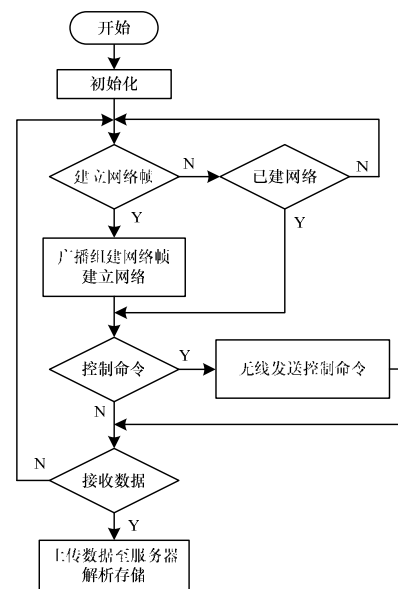 开始
初始化
建立网络帧
N
已建网络
N
Y
Y
广播组建网络帧
建立网络
控制命令
Y
无线发送控制命令
N
N
接收数据
Y
上传数据至服务器
解析存储